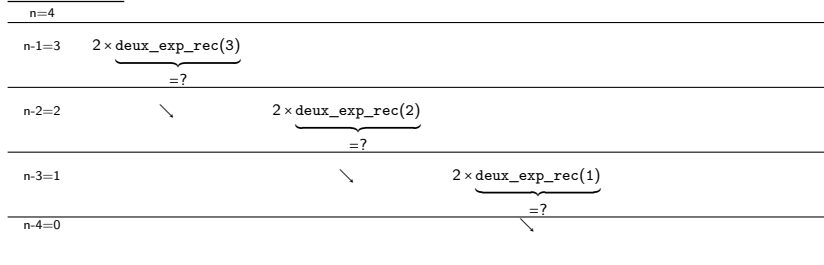 n=4
n-1=3 2 × deux_exp_rec(3)
=?
n-2=2 ↘ 2 × deux_exp_rec(2)
=?
n-3=1 ↘ 2 × deux_exp_rec(1)
=?
n-4=0 ↘